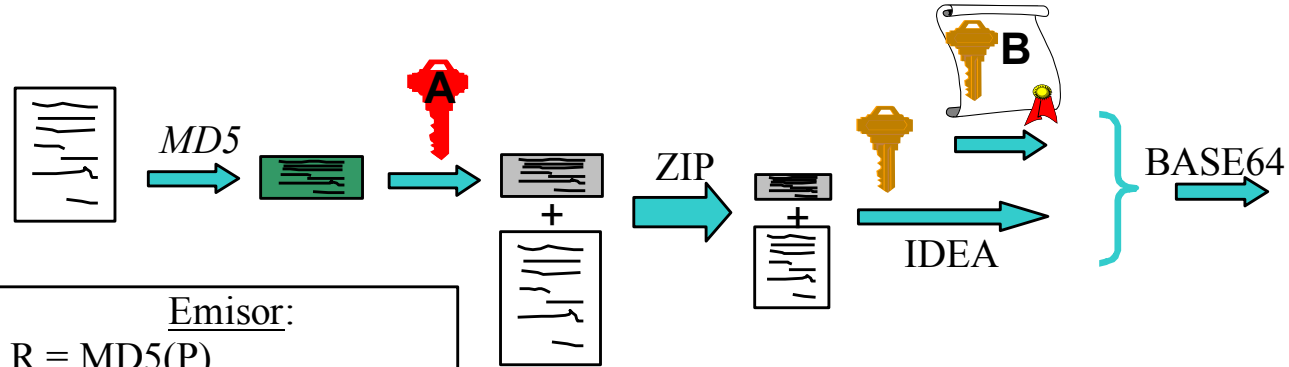 MD5
A
+
ZIP
+
IDEA
B
BASE64
Emisor:
R = MD5(P)